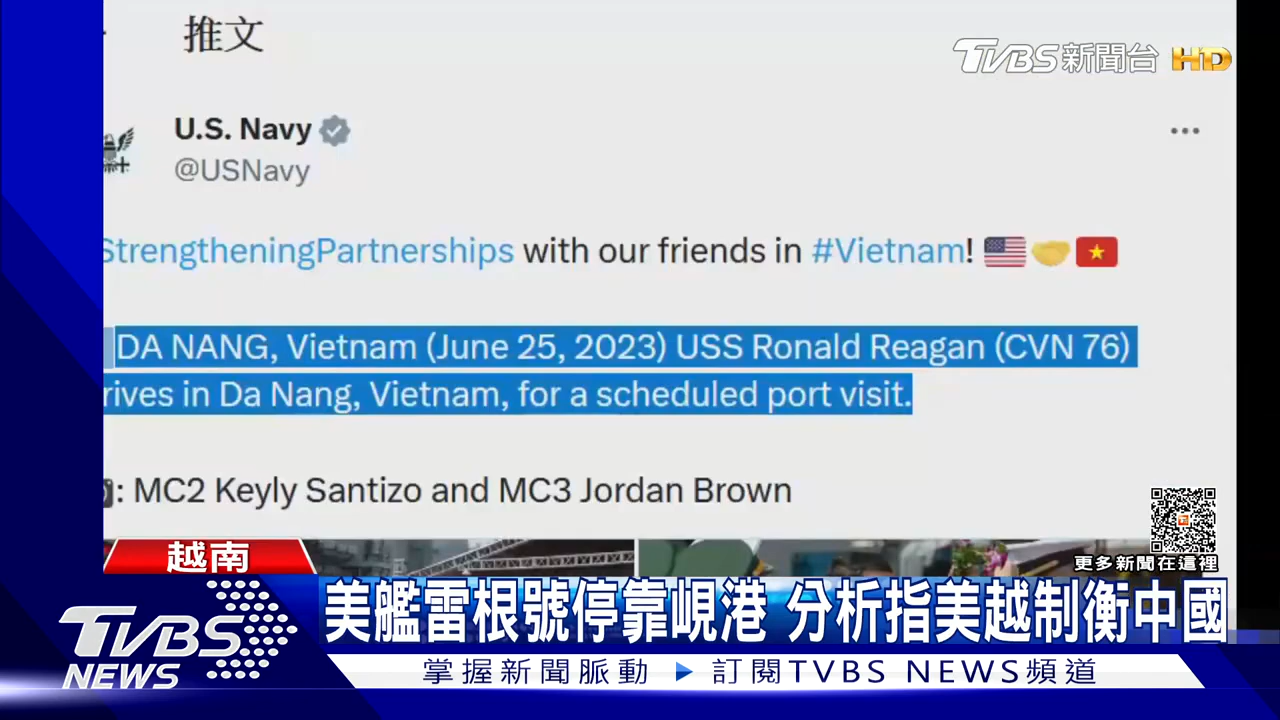 推文
TVBS新聞台 HD
U.S. Navy
@USNavy
StrengtheningPartnerships with our friends in #Vietnam!
DA NANG, Vietnam (June 25, 2023) USS Ronald Reagan (CVN 76)
rives in Da Nang, Vietnam, for a scheduled port visit.
: MC2 Keyly Santizo and MC3 Jordan Brown
更多新聞在這裡
越南
美艦雷根號停靠峴港 分析指美越制衡中國
TVBS NEWS
掌握新聞脈動 訂閱TVBS NEWS頻道